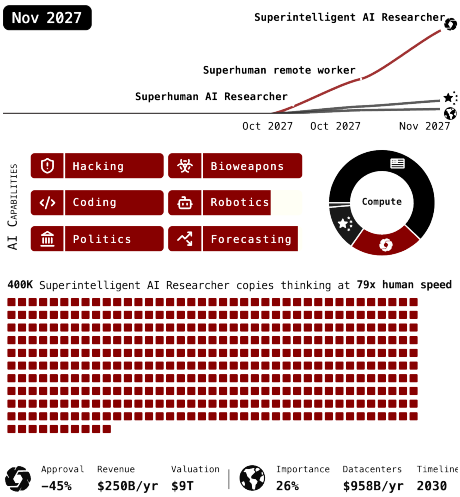 Nov 2027
Superintelligent AI Researcher
Superhuman remote worker
Superhuman AI Researcher
Oct 2027 Oct 2027 Nov 2027
AI Capabilities
Hacking
Bioweapons
Coding
Robotics
Politics
Forecasting
Compute
400K Superintelligent AI Researcher copies thinking at 79x human speed
Approval Revenue Valuation Importance Datacenters Timeline
-45% $250B/yr $9T 26% $958B/yr 2030